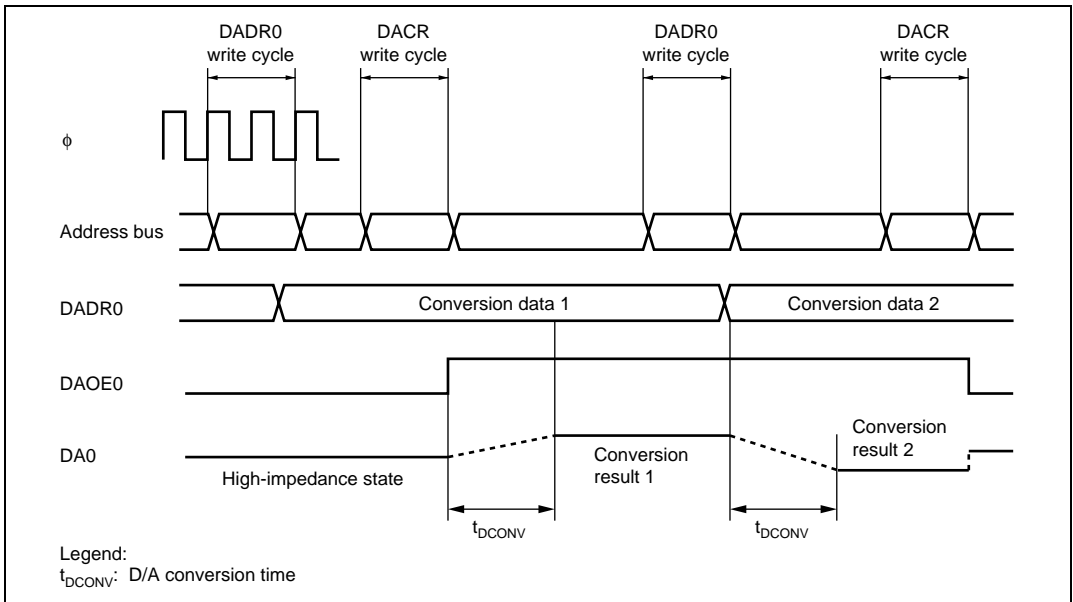 DADR0
write cycle
DACR
write cycle
DADR0
write cycle
DACR
write cycle
ϕ
Address bus
DADR0
Conversion data 1
Conversion data 2
DAOE0
DA0
High-impedance state
Conversion
result 1
Conversion
result 2
tDCONV
tDCONV
Legend:
tDCONV: D/A conversion time